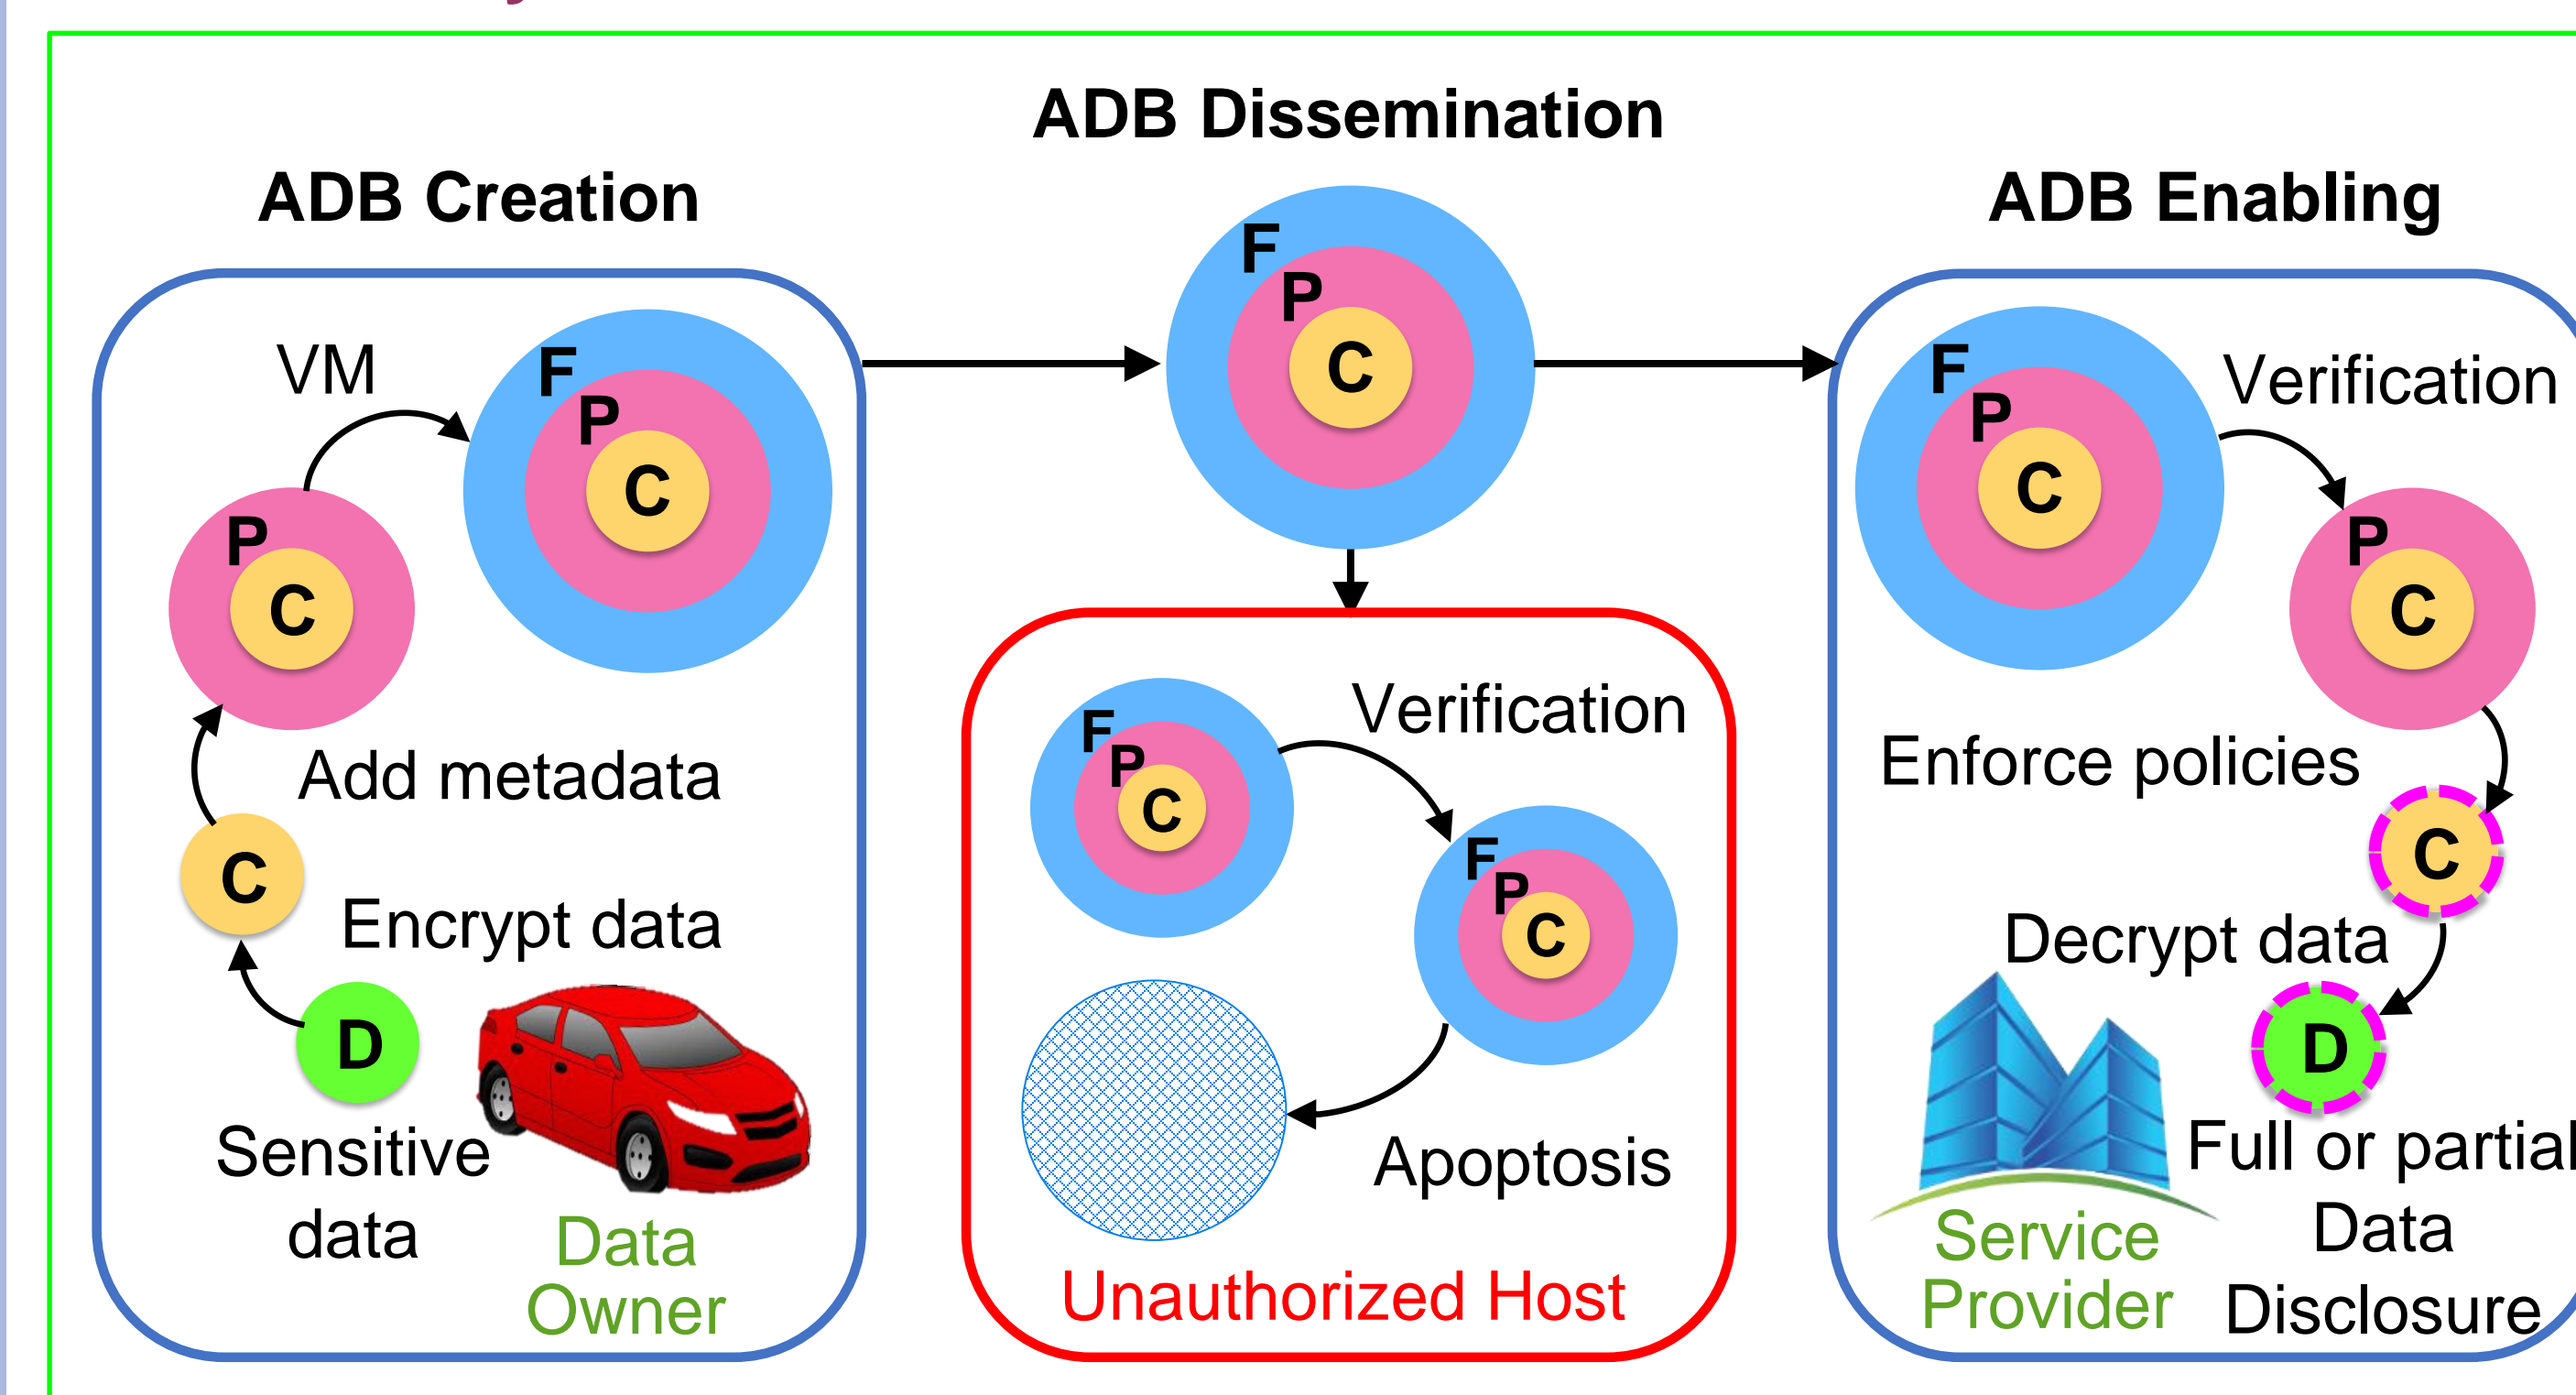 ADB Dissemination
ADB Creation
ADB Enabling
VM
F
P
C
P
C
Add metadata
C
Encrypt data
D
Sensitive
data
Data
Owner
F
P
C
F
P
C
Verification
F
P
C
Apoptosis
Unauthorized Host
F
P
C
Verification
P
C
Enforce policies
C
Decrypt data
D
Full or partial
Data
Disclosure
Service
Provider